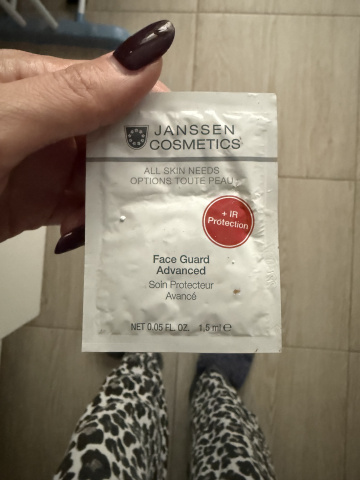 JANSSEN
COSMETICS
ALL SKIN NEEDS
OPTIONS TOUTE PEAU
+ IR
Protection
Face Guard
Advanced
Soin Protecteur
Avancé
NET 0.05 FL. OZ. 1,5 ml ℮